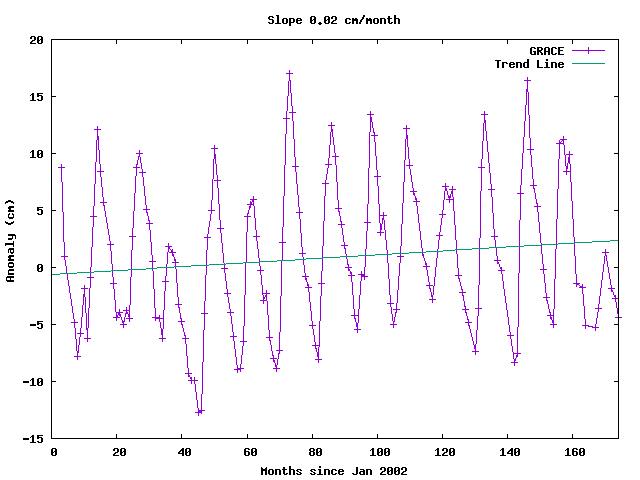 Slope 0.02 cm/month
GRACE
Trend Line
20
15
10
5
0
-5
-10
-15
Anomaly (cm)
0 20 40 60 80 100 120 140 160
Months since Jan 2002